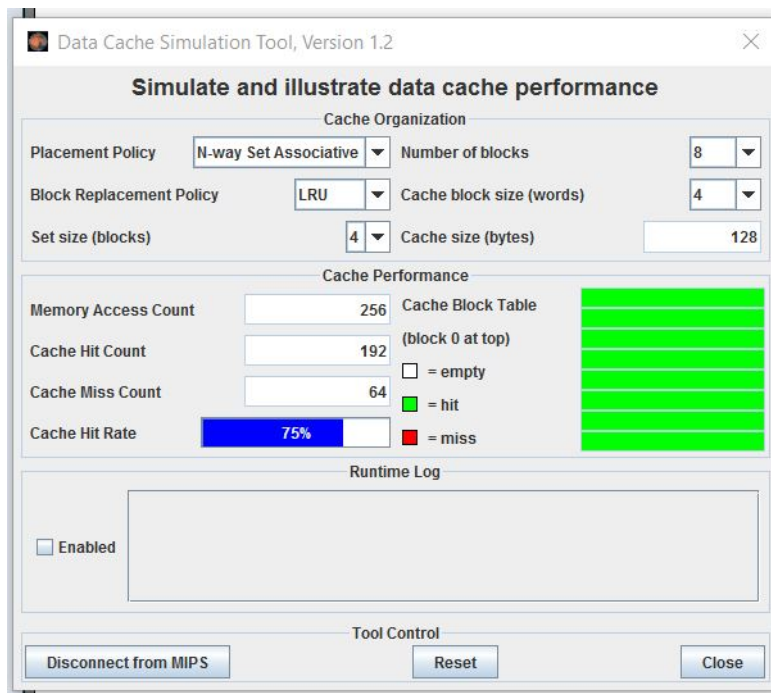 Data Cache Simulation Tool, Version 1.2
Simulate and illustrate data cache performance
Cache Organization
Placement Policy N-way Set Associative Number of blocks 8
Block Replacement Policy LRU Cache block size (words) 4
Set size (blocks) 4 Cache size (bytes) 128
Cache Performance
Memory Access Count 256 Cache Block Table
(block 0 at top)
Cache Hit Count 192
= empty
Cache Miss Count 64
= hit
Cache Hit Rate 75% = miss
Runtime Log
Enabled
Tool Control
Disconnect from MIPS Reset Close